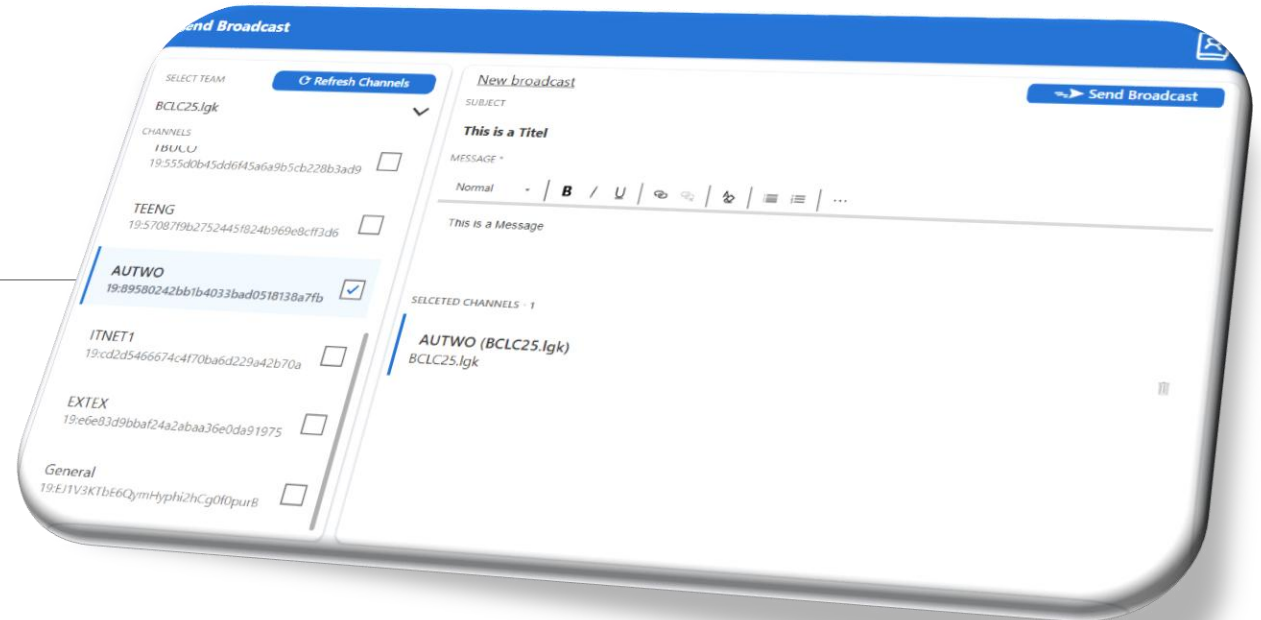 Send Broadcast
SELECT TEAM
Refresh Channels
BCLC25.lgk
CHANNELS
TBUCO
19:555d0b45dd6f45a6a9b5cb228b3ad9
TEENG
19:57087f9b2752445f824b969e8cff3d6
AUTWO
19:89580242bb1b4033bad0518138a7fb
ITNET1
19:cd2d5466674c4f70ba6d229a42b70a
EXTEX
19:e6e83d9bbaf24a2abaa36e0da91975
General
19:EJ1V3KTbE6QymHyphi2hCg0f0purB
New broadcast
Send Broadcast
SUBJECT
This is a Titel
MESSAGE *
Normal
B / U
...
This is a Message
SELCETED CHANNELS - 1
AUTWO (BCLC25.lgk)
BCLC25.lgk